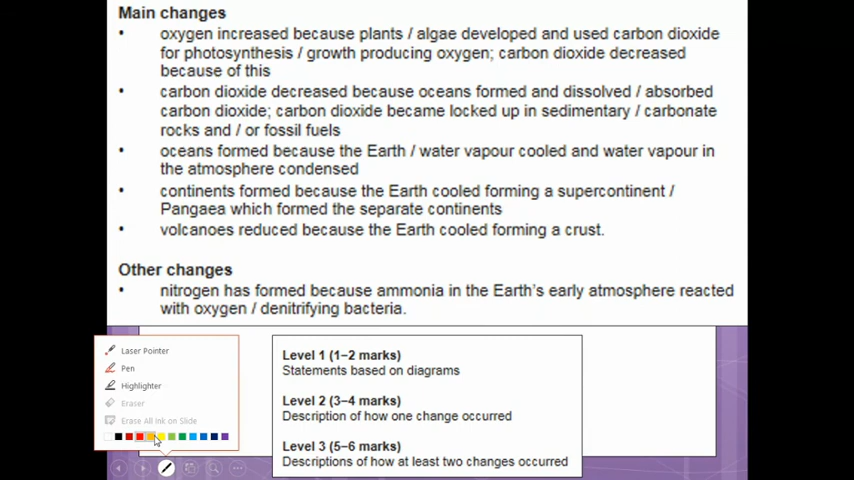 Main changes
• oxygen increased because plants / algae developed and used carbon dioxide
for photosynthesis / growth producing oxygen; carbon dioxide decreased
because of this
• carbon dioxide decreased because oceans formed and dissolved / absorbed
carbon dioxide; carbon dioxide became locked up in sedimentary / carbonate
rocks and / or fossil fuels
• oceans formed because the Earth / water vapour cooled and water vapour in
the atmosphere condensed
• continents formed because the Earth cooled forming a supercontinent /
Pangaea which formed the separate continents
• volcanoes reduced because the Earth cooled forming a crust.
Other changes
• nitrogen has formed because ammonia in the Earth's early atmosphere reacted
with oxygen / denitrifying bacteria.
Laser Pointer
Pen
Highlighter
Eraser
Erase All Ink on Slide
Level 1 (1–2 marks)
Statements based on diagrams
Level 2 (3–4 marks)
Description of how one change occurred
Level 3 (5–6 marks)
Descriptions of how at least two changes occurred